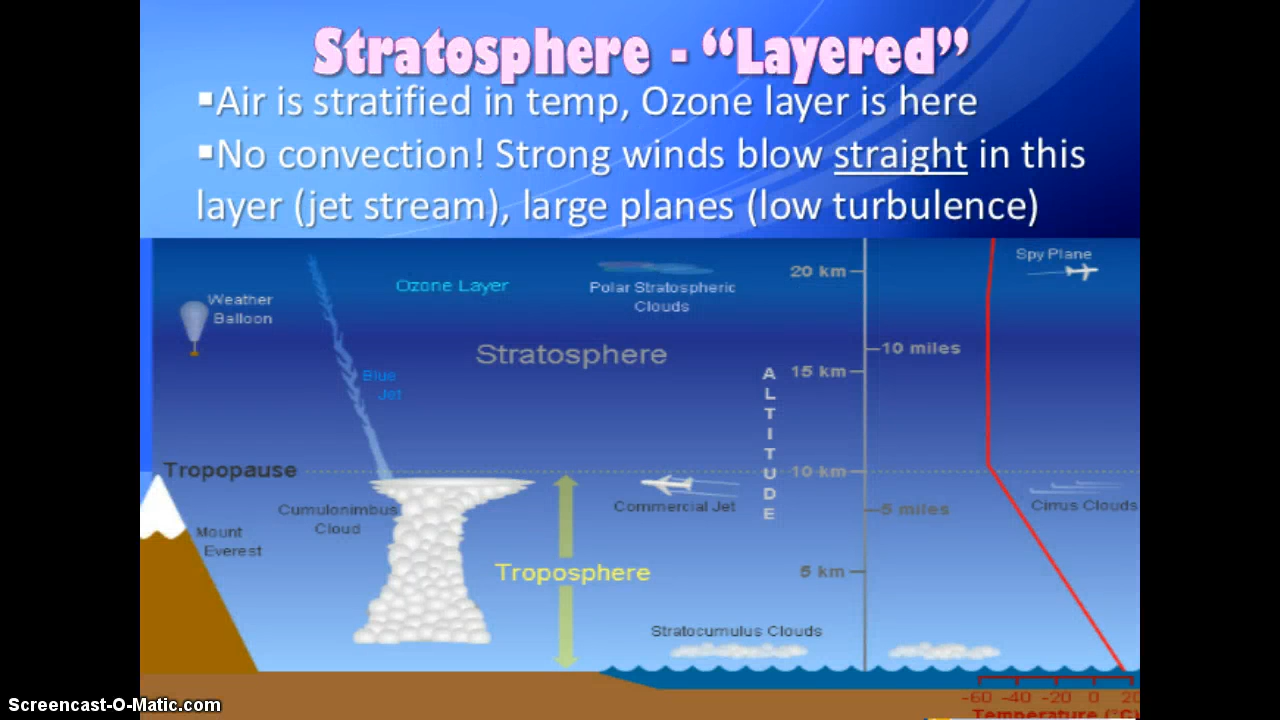 Stratosphere - “Layered”
▪Air is stratified in temp, Ozone layer is here
▪No convection! Strong winds blow straight in this
layer (jet stream), large planes (low turbulence)
Spy Plane
20 km
Ozone Layer
Polar Stratospheric
Clouds
Weather
Balloon
10 miles
Stratosphere
Blue
Jet
15 km
ALTITUDE
Tropopause
10 km
Cumulonimbus
Cloud
Commercial Jet
5 miles
Cirrus Clouds
Mount
Everest
Troposphere
5 km
Stratocumulus Clouds
-60 -40 -20 0 20
Temperature (°C)
Screencast-O-Matic.com